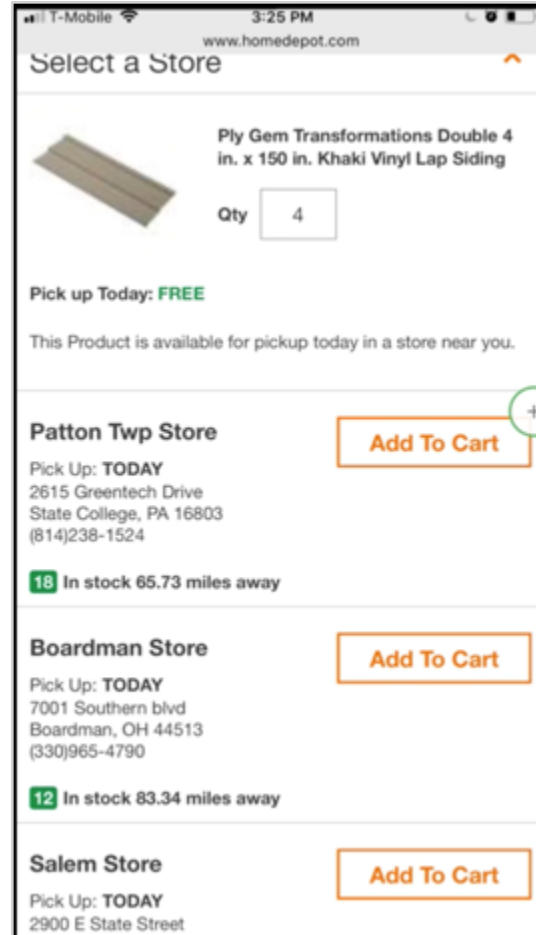 T-Mobile 3:25 PM
www.homedepot.com
Select a Store
Ply Gem Transformations Double 4
in. x 150 in. Khaki Vinyl Lap Siding
Qty 4
Pick up Today: FREE
This Product is available for pickup today in a store near you.
+
Patton Twp Store
Add To Cart
Pick Up: TODAY
2615 Greentech Drive
State College, PA 16803
(814)238-1524
18 In stock 65.73 miles away
Boardman Store
Add To Cart
Pick Up: TODAY
7001 Southern blvd
Boardman, OH 44513
(330)965-4790
12 In stock 83.34 miles away
Salem Store
Add To Cart
Pick Up: TODAY
2900 E State Street